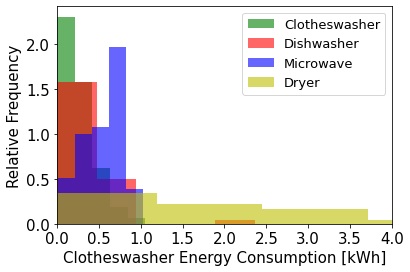 Clotheswasher
Dishwasher
Microwave
Dryer
Relative Frequency
2.0
1.5
1.0
0.5
0.0
0.0 0.5 1.0 1.5 2.0 2.5 3.0 3.5 4.0
Clotheswasher Energy Consumption [kWh]